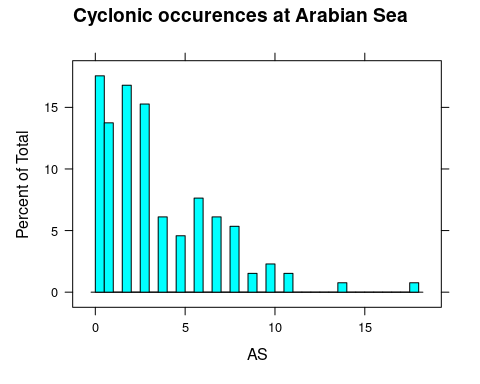 Cyclonic occurences at Arabian Sea
Percent of Total
15
10
5
0
0 5 10 15
AS